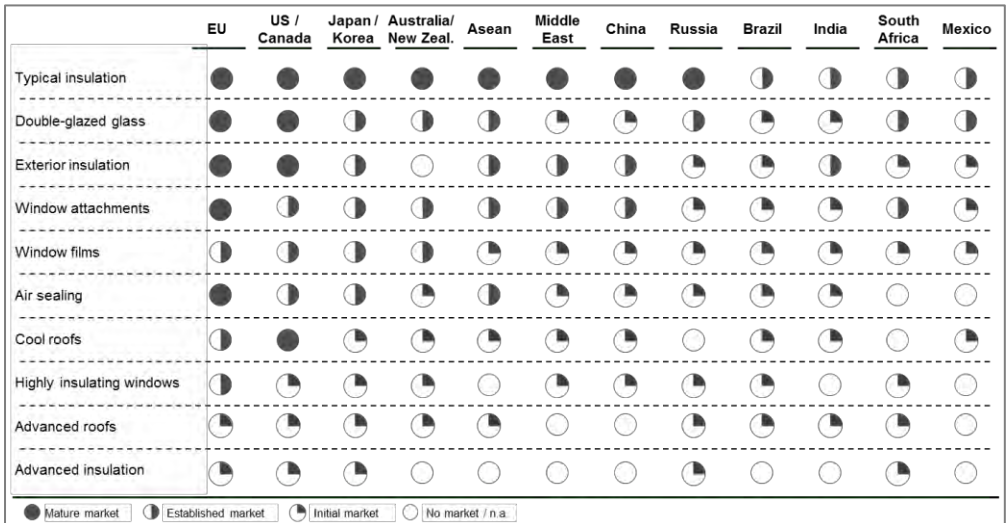 EU
US / Canada
Japan / Korea
Australia/ New Zeal.
Asean
Middle East
China
Russia
Brazil
India
South Africa
Mexico
Typical insulation
Double-glazed glass
Exterior insulation
Window attachments
Window films
Air sealing
Cool roofs
Highly insulating windows
Advanced roofs
Advanced insulation
Mature market
Established market
Initial market
No market / n.a.